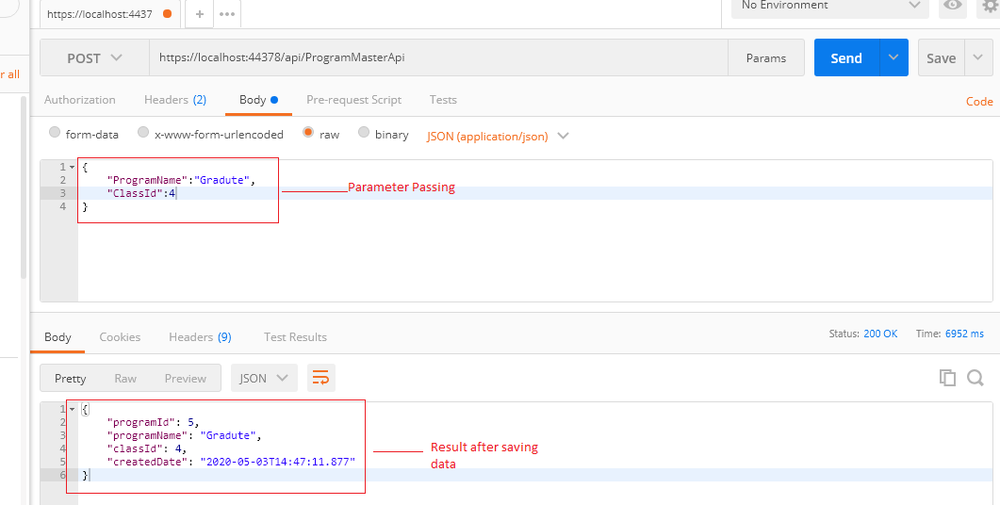 https://localhost:4437
+
•••
No Environment
r all
POST
https://localhost:44378/api/ProgramMasterApi
Params
Send
Save
Authorization
Headers (2)
Body
Pre-request Script
Tests
Code
form-data
x-www-form-urlencoded
raw
binary
JSON (application/json)
1 {
2 "ProgramName":"Gradute",
3 "ClassId":4
4 }
Parameter Passing
Body
Cookies
Headers (9)
Test Results
Status: 200 OK
Time: 6952 ms
Pretty
Raw
Preview
JSON
1 {
2 "programId": 5,
3 "programName": "Gradute",
4 "classId": 4,
5 "createdDate": "2020-05-03T14:47:11.877"
6 }
Result after saving
data